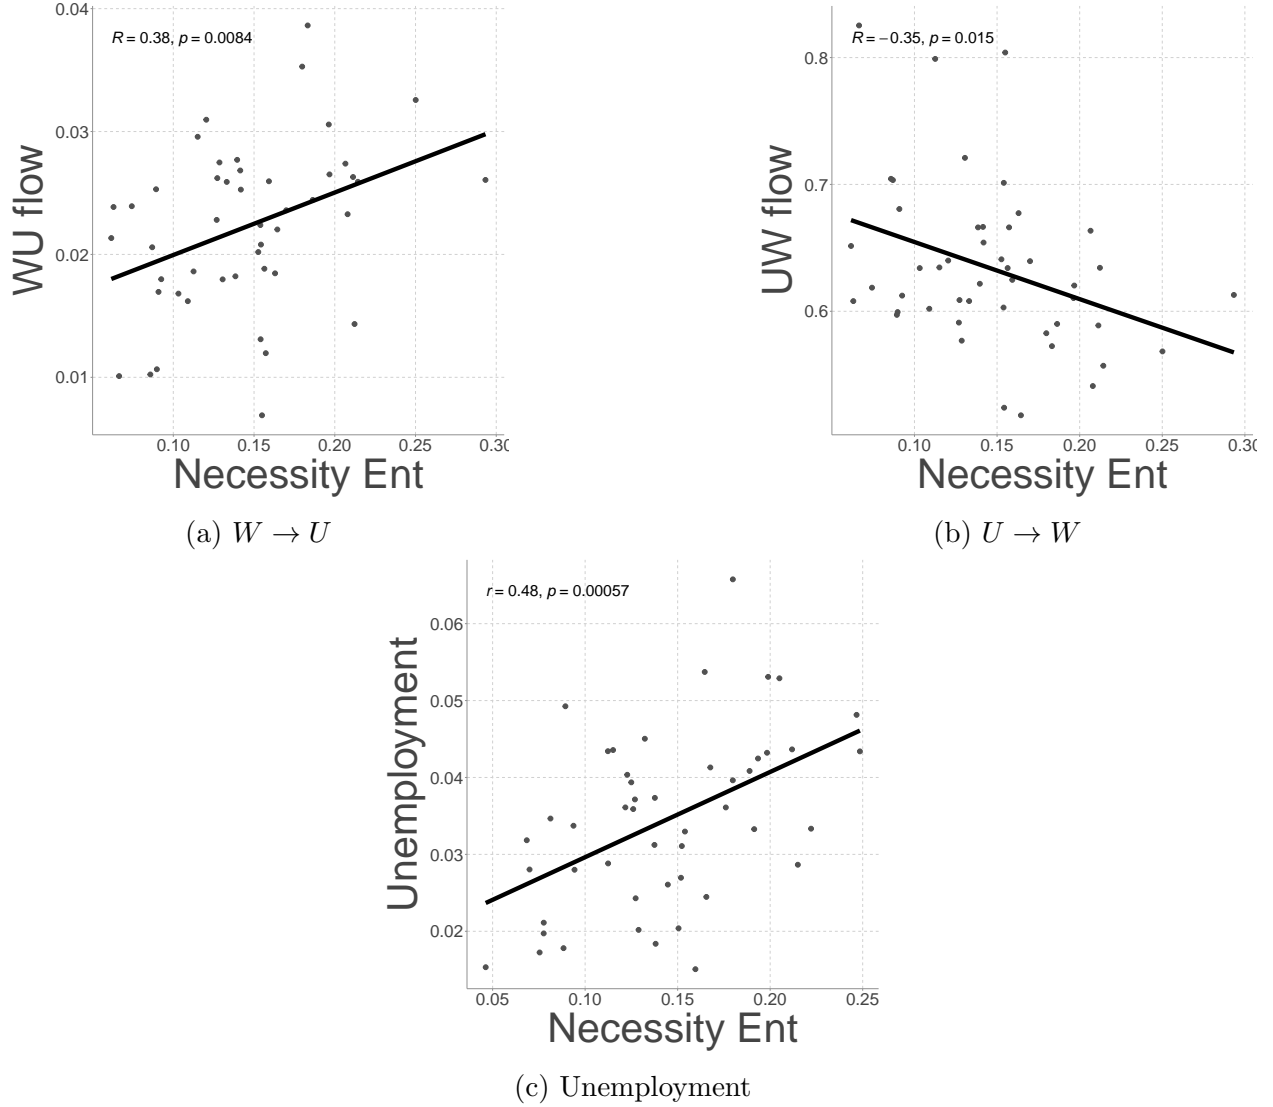 0.04
R = 0.38, p = 0.0084
0.03
0.02
0.01
WU flow
0.10 0.15 0.20 0.25 0.30
Necessity Ent
(a) W → U
R = −0.35, p = 0.015
0.8
0.7
0.6
UW flow
0.10 0.15 0.20 0.25 0.30
Necessity Ent
(b) U → W
r = 0.48, p = 0.00057
0.06
0.05
0.04
0.03
0.02
Unemployment
0.05 0.10 0.15 0.20 0.25
Necessity Ent
(c) Unemployment